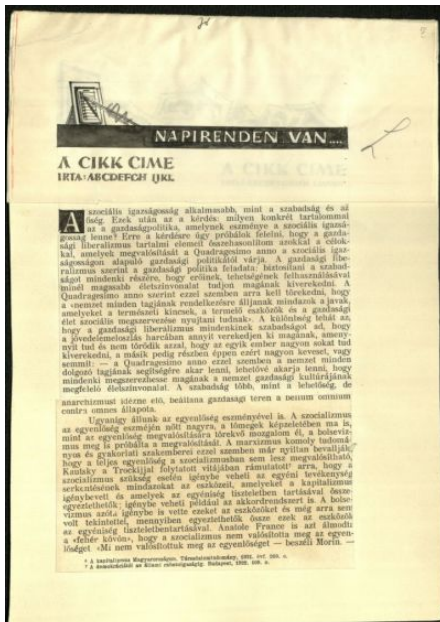 NAPIRENDEN VAN....
A CIKK CIME
IRTA: ABCDEFGH IJKL
A szociális igazságosság alkalmasabb, mint a szabadság és az
őség. Ezek után az a kérdés: milyen konkrét tartalommal
az a gazdaságpolitika, amelynek eszménye a szociális igazsá-
gosság lenne? Erre a kérdésre úgy próbálok felelni, hogy a gazda-
sági liberalizmus tartalmi elemeit összehasonlítom azokkal a célok-
kal, amelyek megvalósítását a Quadragesimo anno a szociális igaz-
ságosságon alapuló gazdasági politikától várja. A gazdasági libe-
ralizmus szerint a gazdasági politika feladata: biztosítani a szabad-
ságot mindenki részére, hogy erőinek, tehetségének felhasználásával
minél magasabb életszínvonalat tudjon magának kiverekedni. A
Quadragesimo anno szerint ezzel szemben arra kell törekedni, hogy
a «nemzet minden tagjának rendelkezésre álljanak mindazok a javak,
amelyeket a természeti kincsek, a termelő eszközök és a gazdasági
élet szociális megszervezése nyujtani tudnak.» A különbség tehát az,
hogy a gazdasági liberalizmus mindenkinek szabadságot ad, hogy
a jövedelemoszlás harcában annyit verekedjen ki magának, ameny-
nyit tud és nem törődik azzal, hogy az egyik ember nagyon sokat tud
kiverekedni, a másik pedig részben éppen ezért nagyon keveset, vagy
semmit: — a Quadragesimo anno ezzel szemben a nemzet minden
dolgozó tagjának segítségére akar lenni, lehetővé akarja tenni, hogy
mindenki megszerezhesse magának a nemzet gazdasági kultúrájának
megfelelő életszínvonalat. A szabadság több, mint a lehetőség, de
anarchizmust idézne elő, beállana gazdasági téren a bellum omnium
contra omnes állapota.
Ugyanígy állunk az egyenlőség eszményével is. A szocializmus
az egyenlőség eszméjén nőtt nagyra, a tömegek képzeletében ma is,
mint az egyenlőség megvalósítására törekvő mozgalom él, a bolseviz-
mus meg is próbálta a megvalósítását. A marxizmus komoly tudomá-
nyos és gyakorlati szakemberei ezzel szemben már nyiltan bevallják,
hogy a teljes egyenlőség a szocializmusban sem lesz megvalósítható,
Kautsky a Trockijjal folytatott vitájában rámutatott arra, hogy a
szocializmus szükség esetén igénybe veheti az egyéni tevékenység
serkentésének mindazokat az eszközeit, amelyeket a kapitalizmus
igénybevett és amelyek az egyéniség tiszteletben tartásával össze-
egyeztethetők; igénybe veheti például az akkordrendszert is. A bolse-
vizmus azóta igénybe is vette ezeket az eszközöket és még arra sem
volt tekintettel, mennyiben egyeztethetők össze ezek az eszközök
az egyéniség tiszteletbentartásával. Anatole France is azt álmodta
a «fehér kövön», hogy a szocializmus nem valósította meg az egyen-
lőséget «Mi nem valósítottuk meg az egyenlőséget — beszéli Morin. —